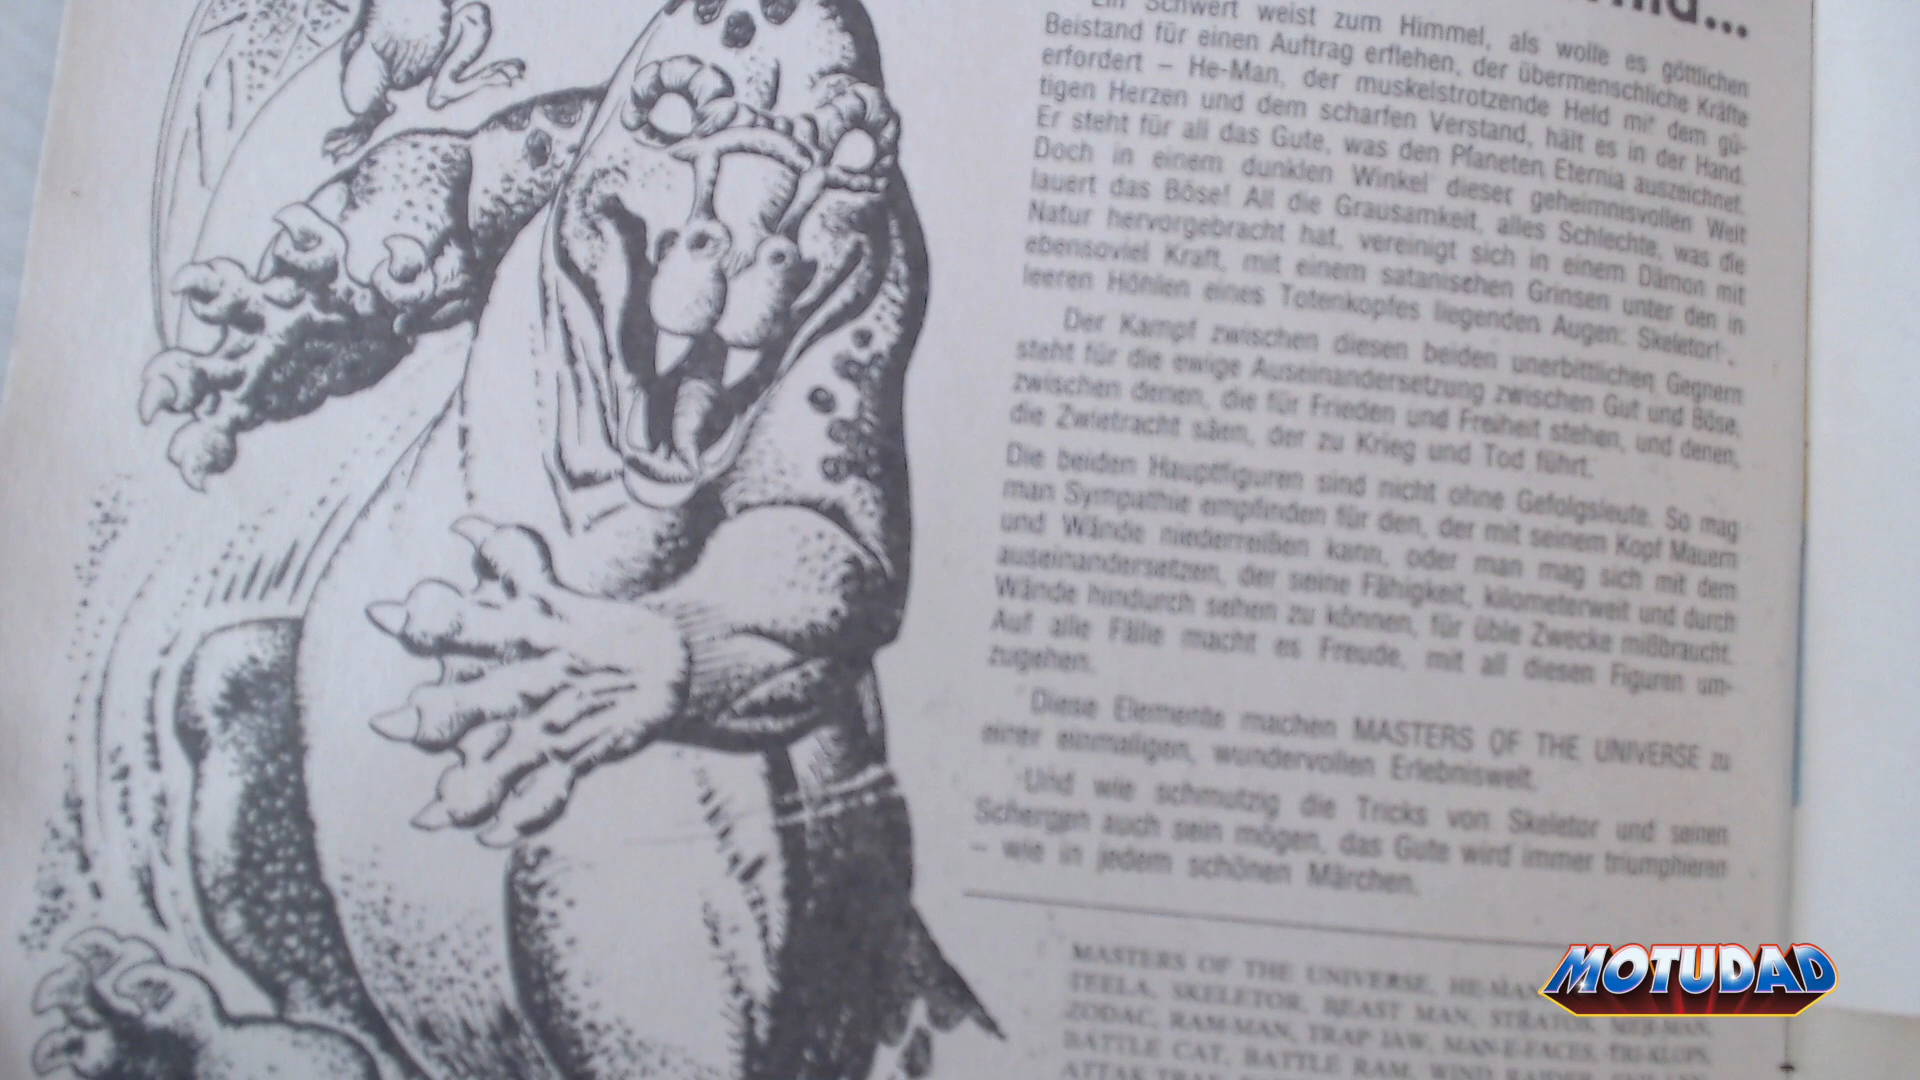 Ein Schwert weist zum Himmel, als wolle es göttlichen
Beistand für einen Auftrag erflehen, der übermenschliche Kräfte
erfordert – He-Man, der muskelstrotzende Held mit dem gü-
tigen Herzen und dem scharfen Verstand, hält es in der Hand.
Er steht für all das Gute, was den Planeten Eternia auszeichnet.
Doch in einem dunklen Winkel dieser geheimnisvollen Welt
lauert das Böse! All die Grausamkeit, alles Schlechte, was die
Natur hervorgebracht hat, vereinigt sich in einem Dämon mit
ebensoviel Kraft, mit einem satanischen Grinsen unter den in
leeren Höhlen eines Totenkopfes liegenden Augen: Skeletor!
Der Kampf zwischen diesen beiden unerbittlichen Gegnern
steht für die ewige Auseinandersetzung zwischen Gut und Böse,
zwischen denen, die für Frieden und Freiheit stehen, und denen,
die Zwietracht säen, der zu Krieg und Tod führt.
Die beiden Hauptfiguren sind nicht ohne Gefolgsleute. So mag
man Sympathie empfinden für den, der mit seinem Kopf Mauern
und Wände niederreißen kann, oder man mag sich mit dem
auseinandersetzen, der seine Fähigkeit, kilometerweit und durch
Wände hindurch sehen zu können, für üble Zwecke mißbraucht.
Auf alle Fälle macht es Freude, mit all diesen Figuren um-
zugehen.
Diese Elemente machen MASTERS OF THE UNIVERSE zu
einer einmaligen, wundervollen Erlebniswelt.
Und wie schmutzig die Tricks von Skeletor und seinen
Schergen auch sein mögen, das Gute wird immer triumphieren
– wie in jedem schönen Märchen.
MASTERS OF THE UNIVERSE, HE-MAN
TEELA, SKELETOR, BEAST MAN, STRATOS, MER-MAN,
ZODAC, RAM-MAN, TRAP JAW, MAN-E-FACES, TRI-KLOPS,
BATTLE CAT, BATTLE RAM, WIND RAIDER,
ATTAK
MOTUDAD